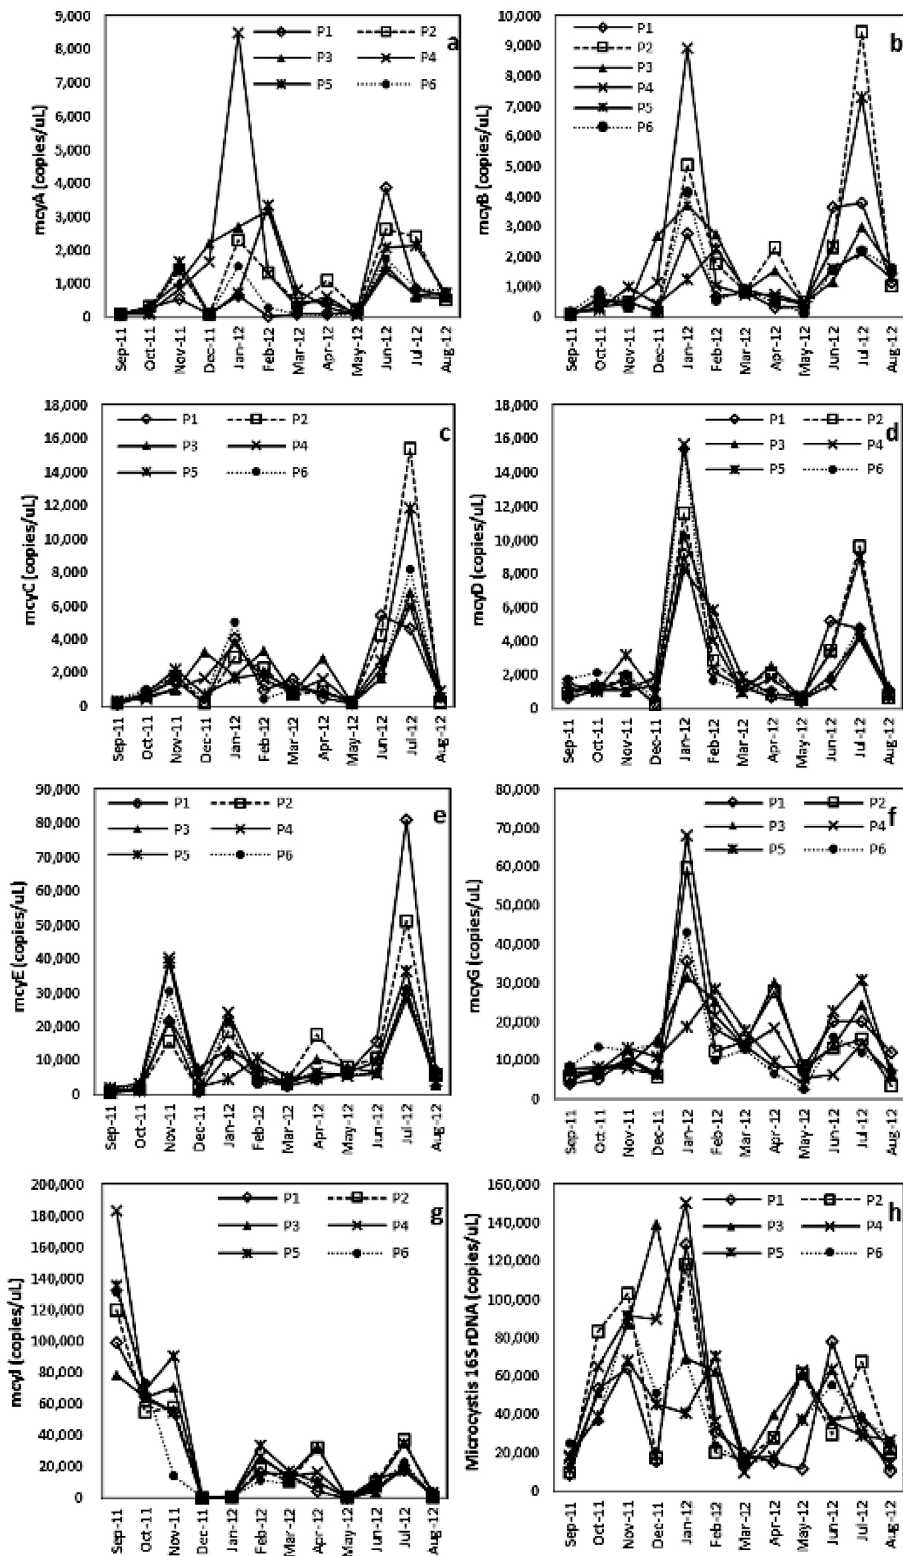 9,000
8,000
7,000
6,000
5,000
4,000
3,000
2,000
1,000
0
mcyA (copies/uL)
P1 P2
P3 P4
P5 P6
a
Sep-11 Oct-11 Nov-11 Dec-11 Jan-12 Feb-12 Mar-12 Apr-12 May-12 Jun-12 Jul-12 Aug-12
10,000
9,000
8,000
7,000
6,000
5,000
4,000
3,000
2,000
1,000
0
mcyB (copies/uL)
P1
P2
P3
P4
P5
P6
b
Sep-11 Oct-11 Nov-11 Dec-11 Jan-12 Feb-12 Mar-12 Apr-12 May-12 Jun-12 Jul-12 Aug-12
18,000
16,000
14,000
12,000
10,000
8,000
6,000
4,000
2,000
0
mcyC (copies/uL)
P1 P2
P3 P4
P5 P6
c
Sep-11 Oct-11 Nov-11 Dec-11 Jan-12 Feb-12 Mar-12 Apr-12 May-12 Jun-12 Jul-12 Aug-12
18,000
16,000
14,000
12,000
10,000
8,000
6,000
4,000
2,000
0
mcyD (copies/uL)
P1 P2
P3 P4
P5 P6
d
Sep-11 Oct-11 Nov-11 Dec-11 Jan-12 Feb-12 Mar-12 Apr-12 May-12 Jun-12 Jul-12 Aug-12
90,000
80,000
70,000
60,000
50,000
40,000
30,000
20,000
10,000
0
mcyE (copies/uL)
P1 P2
P3 P4
P5 P6
e
Sep-11 Oct-11 Nov-11 Dec-11 Jan-12 Feb-12 Mar-12 Apr-12 May-12 Jun-12 Jul-12 Aug-12
80,000
70,000
60,000
50,000
40,000
30,000
20,000
10,000
0
mcyG (copies/uL)
P1 P2
P3 P4
P5 P6
f
Sep-11 Oct-11 Nov-11 Dec-11 Jan-12 Feb-12 Mar-12 Apr-12 May-12 Jun-12 Jul-12 Aug-12
200,000
180,000
160,000
140,000
120,000
100,000
80,000
60,000
40,000
20,000
0
mcyI (copies/uL)
P1 P2
P3 P4
P5 P6
g
Sep-11 Oct-11 Nov-11 Dec-11 Jan-12 Feb-12 Mar-12 Apr-12 May-12 Jun-12 Jul-12 Aug-12
160,000
140,000
120,000
100,000
80,000
60,000
40,000
20,000
0
Microcystis 16S rDNA (copies/uL)
P1 P2
P3 P4
P5 P6
h
Sep-11 Oct-11 Nov-11 Dec-11 Jan-12 Feb-12 Mar-12 Apr-12 May-12 Jun-12 Jul-12 Aug-12